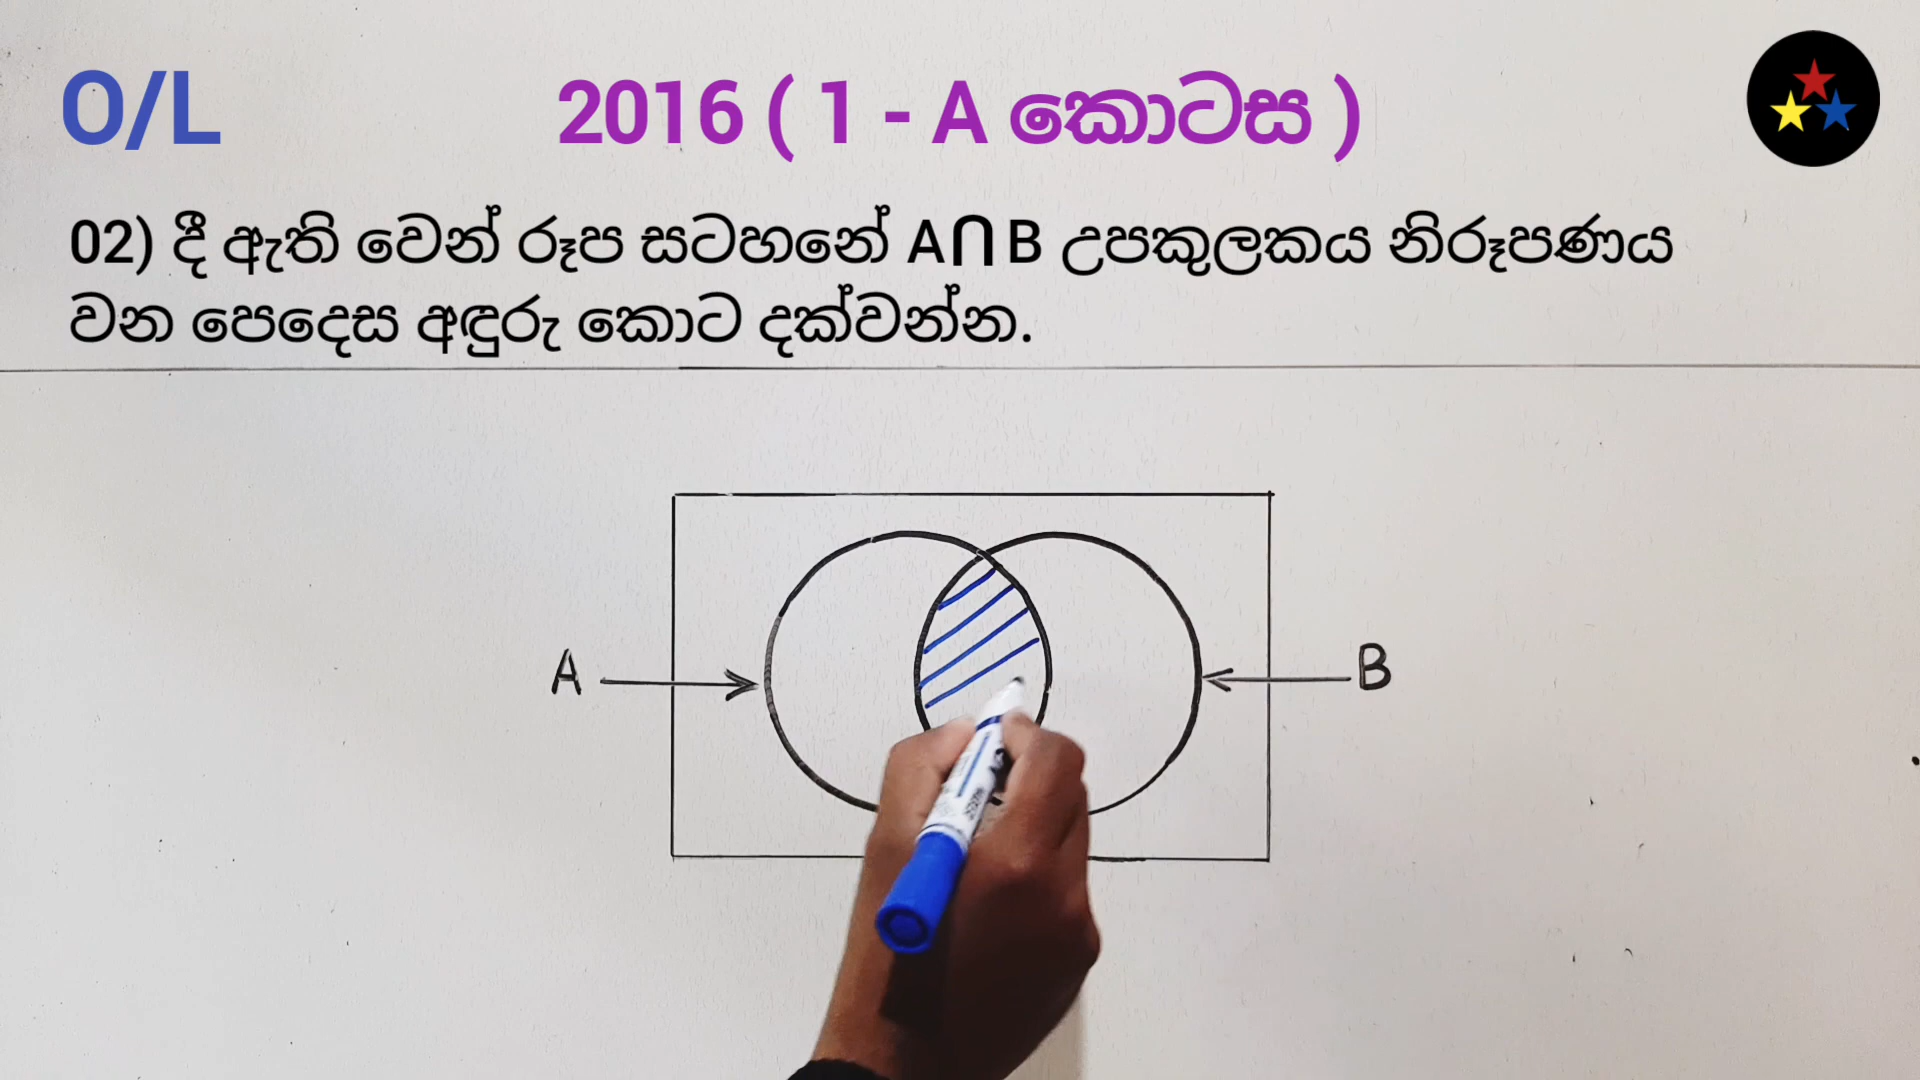 O/L 2016 ( 1 - A කොටස )
02) දී ඇති වෙන් රූප සටහනේ A∩B උපකුලකය නිරූපණය
වන පෙදෙස අඳුරු කොට දක්වන්න.
A B